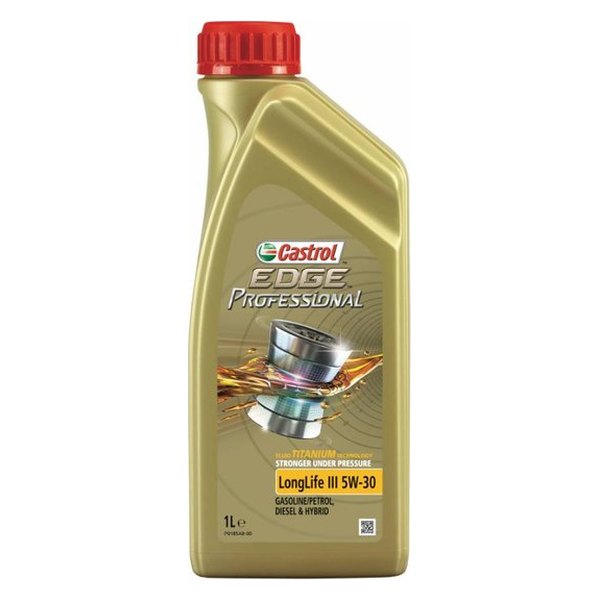 Castrol
EDGE
PROFESSIONAL
FLUID TITANIUM TECHNOLOGY
STRONGER UNDER PRESSURE
LongLife III 5W-30
GASOLINE/PETROL,
DIESEL & HYBRID
1L℮